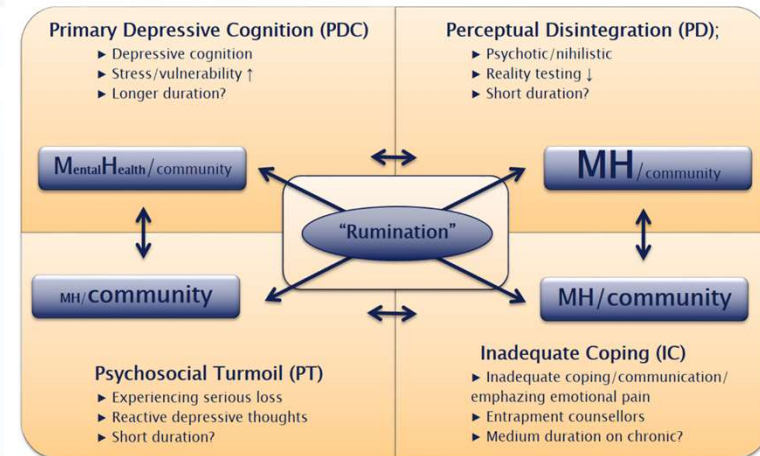 Primary Depressive Cognition (PDC)
► Depressive cognition
► Stress/vulnerability ↑
► Longer duration?
MentalHealth/community
Perceptual Disintegration (PD);
► Psychotic/nihilistic
► Reality testing ↓
► Short duration?
MH/community
“Rumination”
MH/community
Psychosocial Turmoil (PT)
► Experiencing serious loss
► Reactive depressive thoughts
► Short duration?
MH/community
Inadequate Coping (IC)
► Inadequate coping/communication/
emphazing emotional pain
► Entrapment counsellors
► Medium duration on chronic?